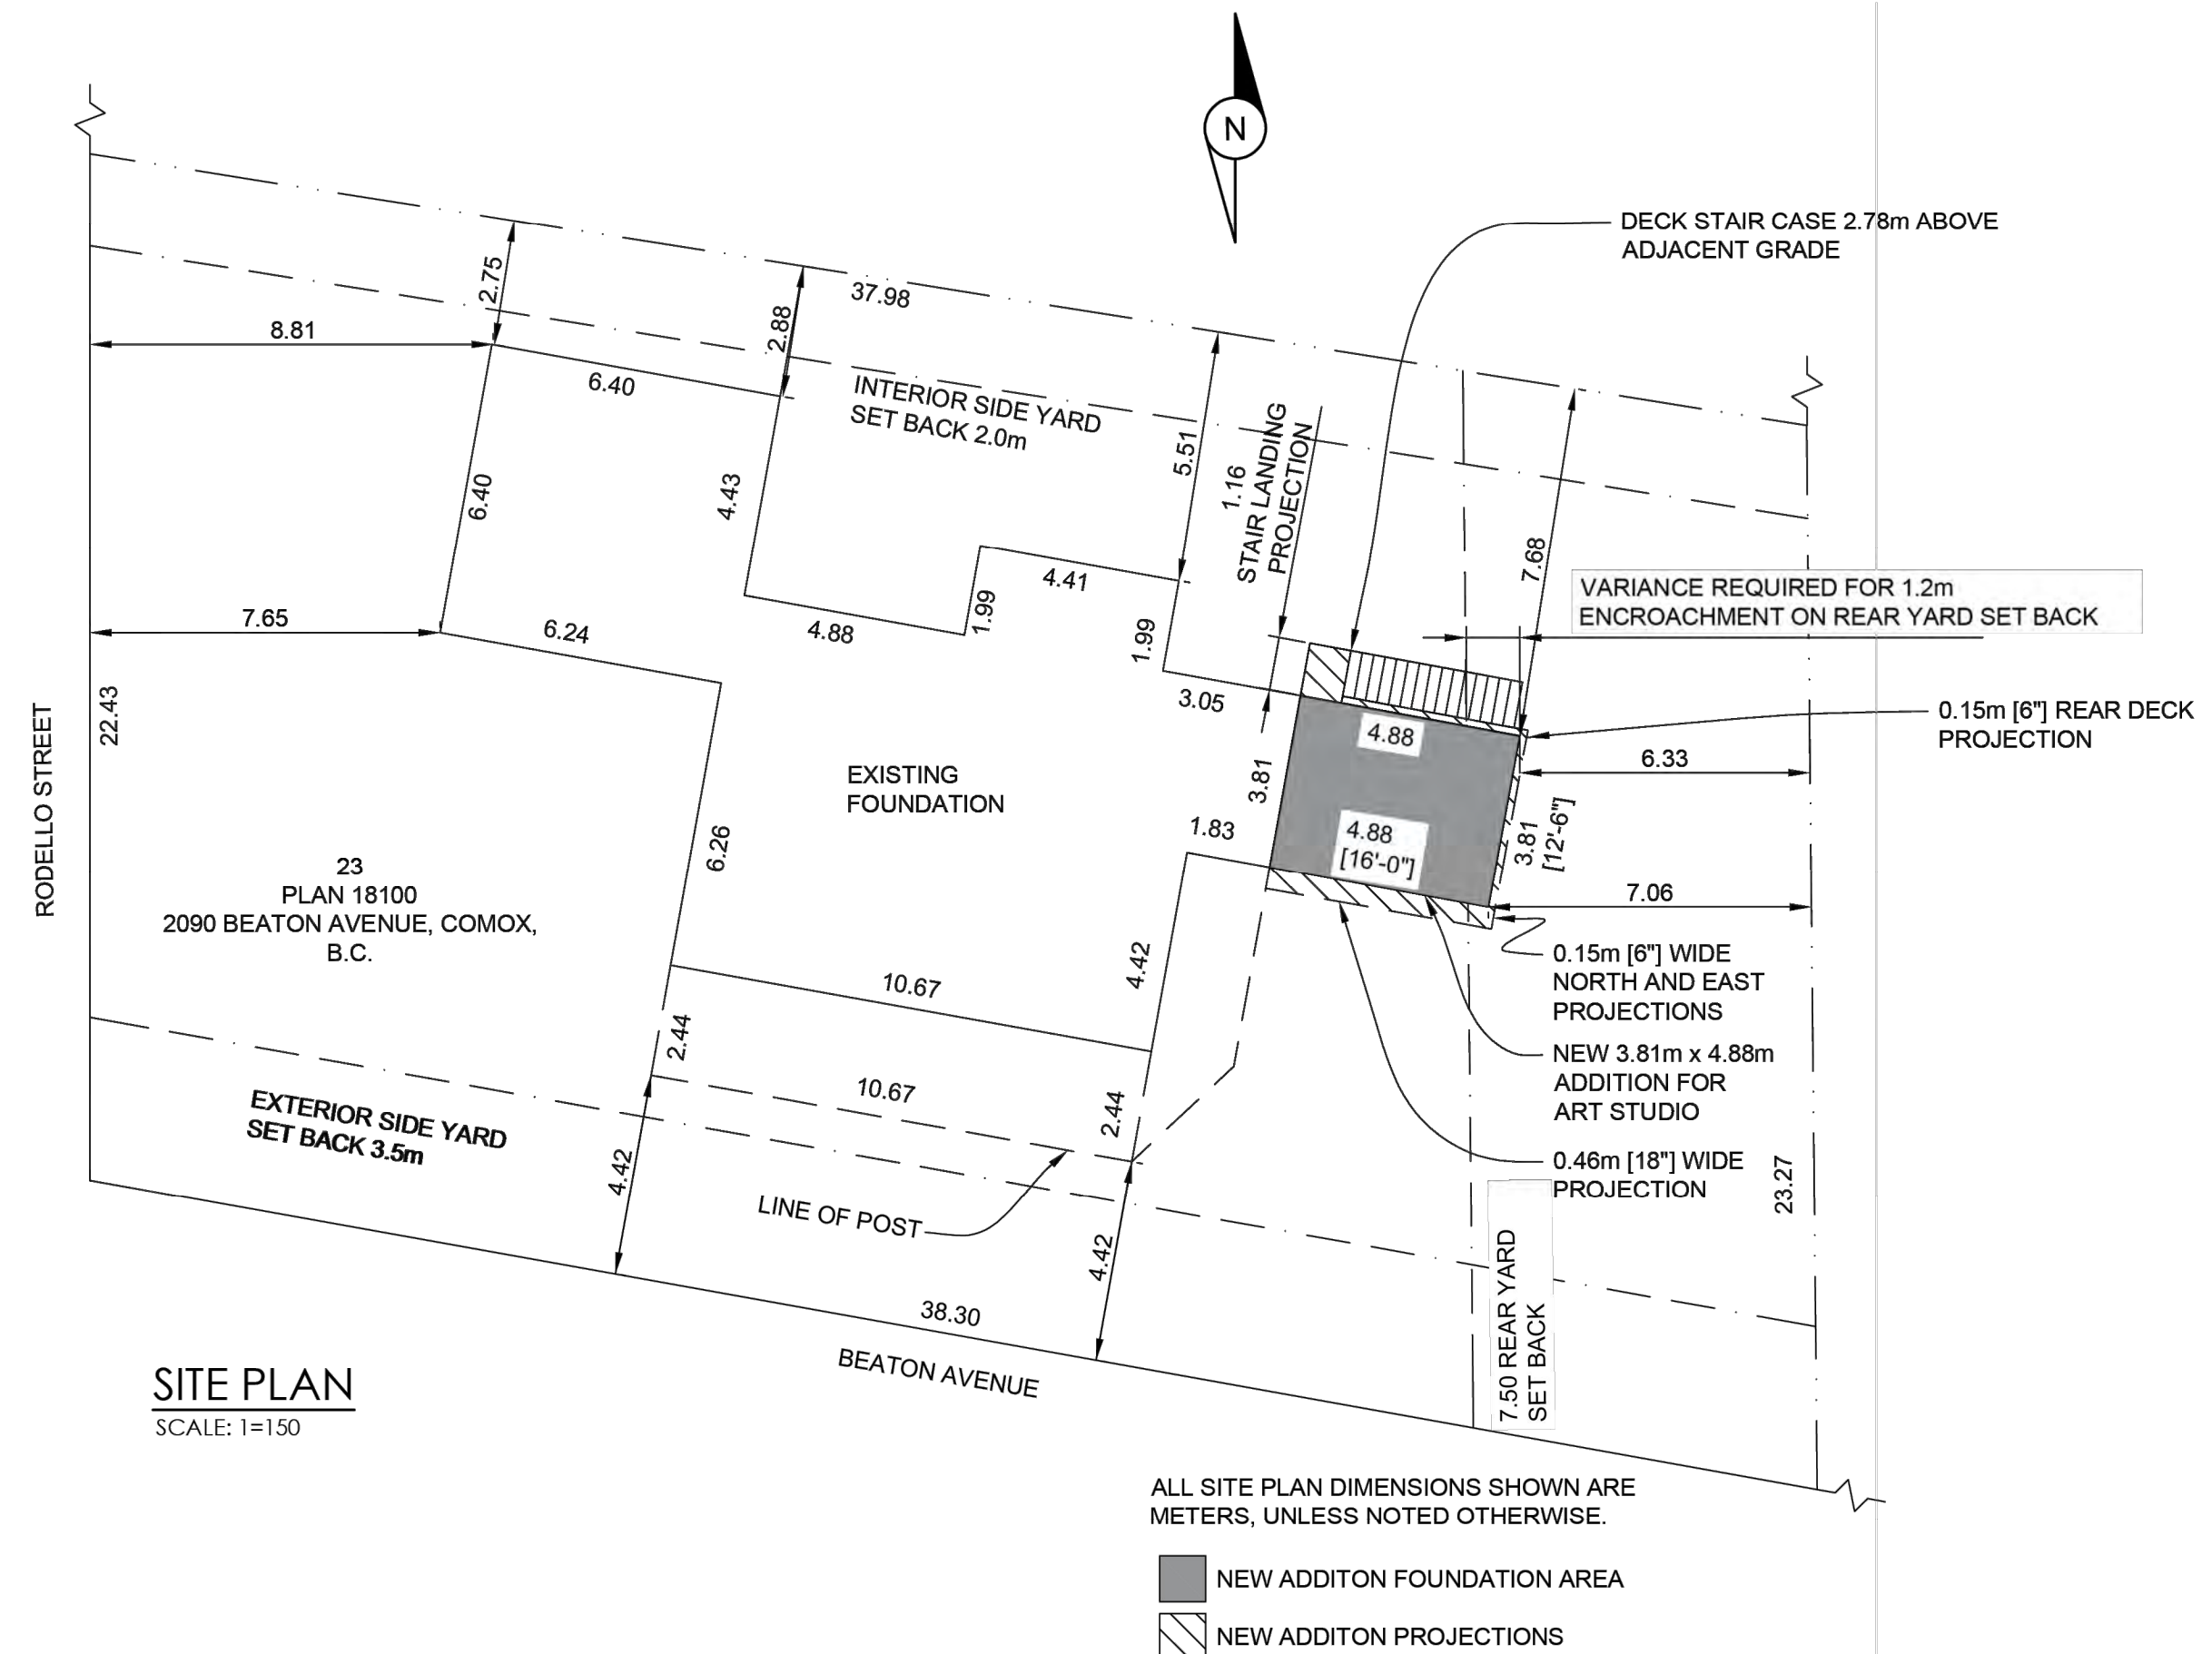 N
DECK STAIR CASE 2.78m ABOVE
ADJACENT GRADE
2.75
2.88
37.98
8.81
6.40
INTERIOR SIDE YARD
SET BACK 2.0m
5.51
1.16
STAIR LANDING
PROJECTION
6.40
4.43
7.68
4.41
VARIANCE REQUIRED FOR 1.2m
ENCROACHMENT ON REAR YARD SET BACK
7.65
6.24
4.88
1.99
1.99
RODELLO STREET
22.43
3.05
4.88
0.15m [6"] REAR DECK
PROJECTION
6.33
EXISTING
FOUNDATION
3.81
1.83
4.88
[16'-0"]
3.81
[12'-6"]
6.26
23
PLAN 18100
2090 BEATON AVENUE, COMOX,
B.C.
7.06
4.42
10.67
0.15m [6"] WIDE
NORTH AND EAST
PROJECTIONS
2.44
10.67
2.44
NEW 3.81m x 4.88m
ADDITION FOR
ART STUDIO
EXTERIOR SIDE YARD
SET BACK 3.5m
4.42
0.46m [18"] WIDE
PROJECTION
23.27
LINE OF POST
4.42
7.50 REAR YARD
SET BACK
38.30
BEATON AVENUE
SITE PLAN
SCALE: 1=150
ALL SITE PLAN DIMENSIONS SHOWN ARE
METERS, UNLESS NOTED OTHERWISE.
NEW ADDITON FOUNDATION AREA
NEW ADDITON PROJECTIONS